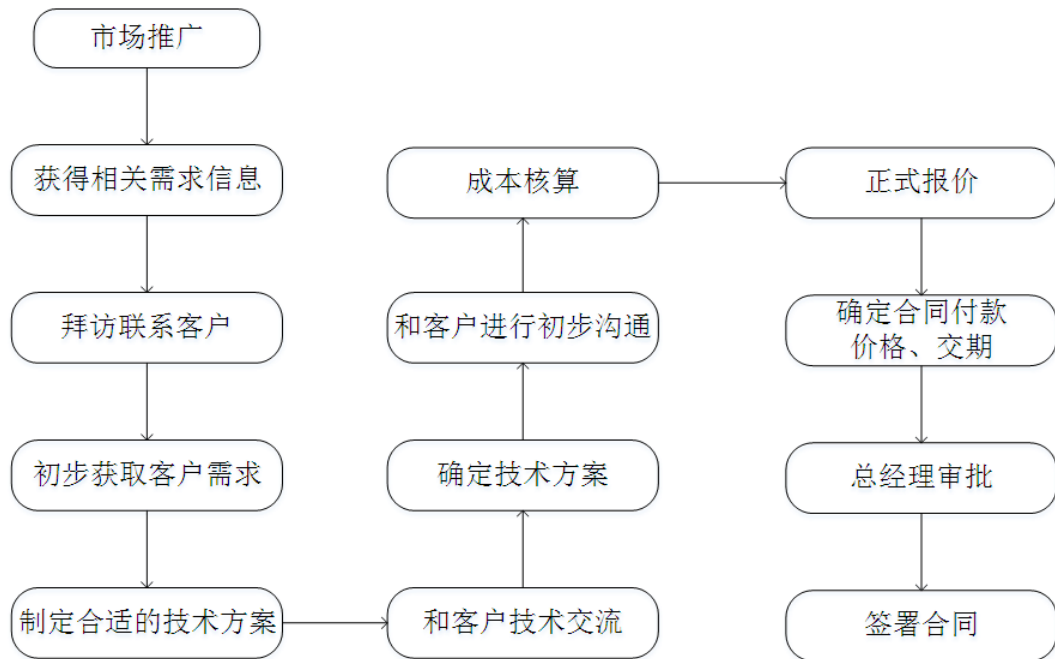 市场推广
获得相关需求信息
拜访联系客户
初步获取客户需求
制定合适的技术方案
和客户技术交流
确定技术方案
和客户进行初步沟通
成本核算
正式报价
确定合同付款
价格、交期
总经理审批
签署合同